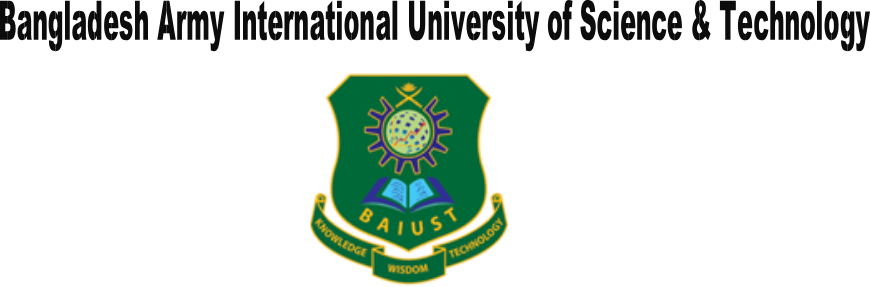 Bangladesh Army International University of Science & Technology
BAIUST
KNOWLEDGE
WISDOM
TECHNOLOGY